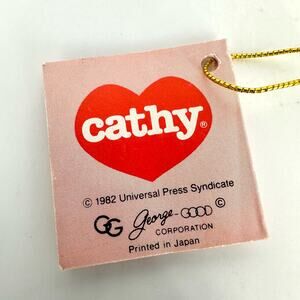 cathy®
© 1982 Universal Press Syndicate
GG George-GOOD ©
CORPORATION
Printed in Japan